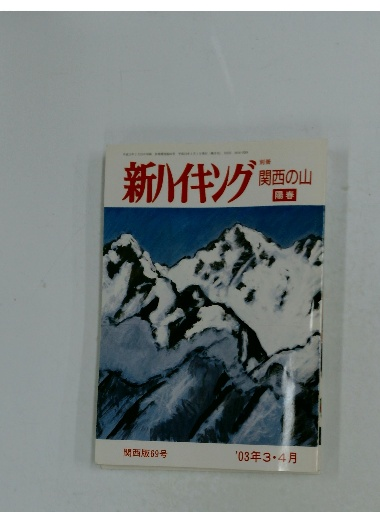 新ハイキング
別冊
関西の山
陽春
関西版69号
'03年3・4月